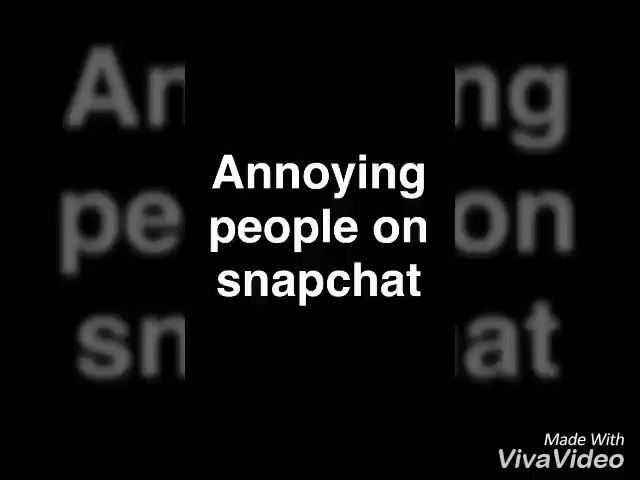 Annoying
people on
snapchat
Made With
VivaVideo